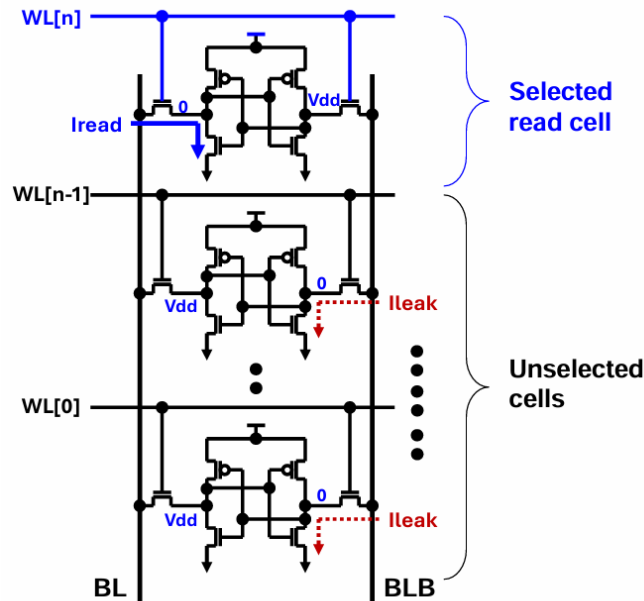 WL[n]
0
Vdd
Iread
Selected
read cell
WL[n-1]
Vdd
0
Ileak
Unselected
cells
WL[0]
Vdd
0
Ileak
BL
BLB